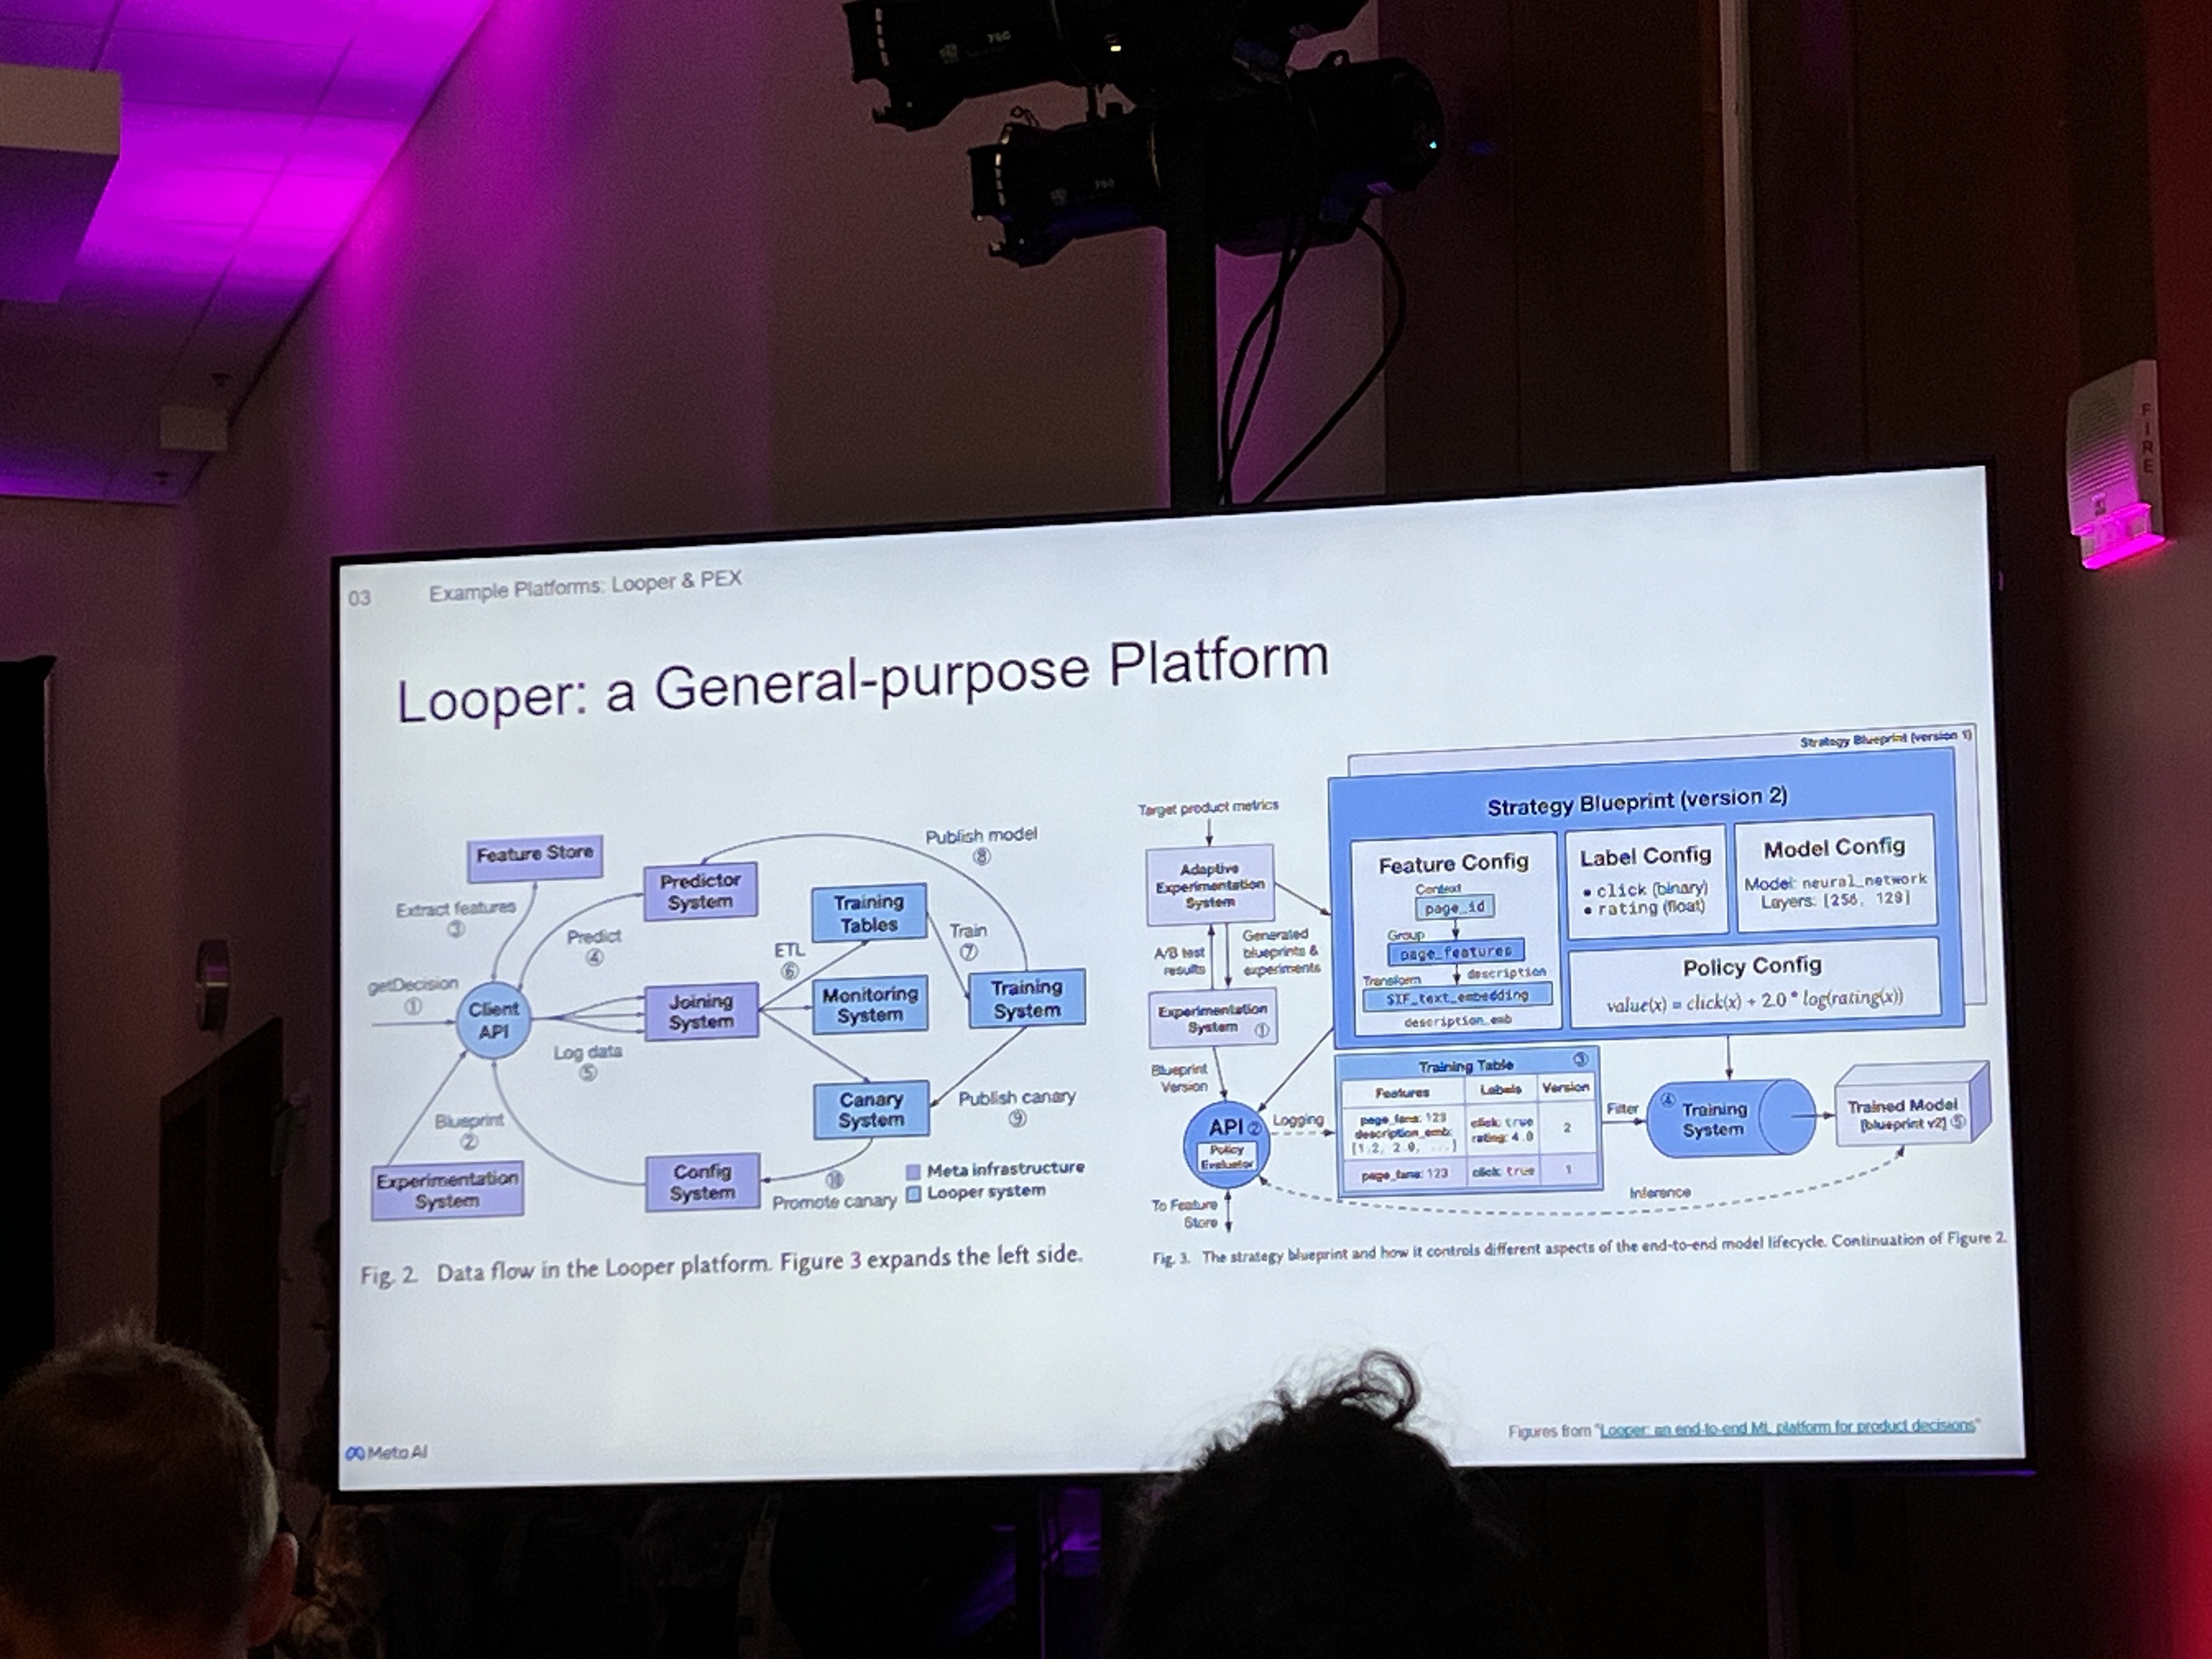 750
750
FIRE
03 Example Platforms: Looper & PEX
Looper: a General-purpose Platform
Feature Store
Extract features
③
getDecision
①
Client
API
Predict
④
Predictor
System
Publish model
⑧
Training
Tables
ETL
⑥
Train
⑦
Joining
System
Monitoring
System
Training
System
Log data
⑤
Blueprint
②
Canary
System
Publish canary
⑨
Experimentation
System
Config
System
⑩
Promote canary
Meta infrastructure
Looper system
Fig. 2. Data flow in the Looper platform. Figure 3 expands the left side.
Target product metrics
Adaptive
Experimentation
System
A/B test
results
Generated
blueprints &
experiments
Experimentation
System ①
Blueprint
Version
API ②
Policy
Evaluator
To Feature
Store
Logging
Strategy Blueprint (version 1)
Strategy Blueprint (version 2)
Feature Config
Context
page_id
Group
page_features
Transform description
SIF_text_embedding
description_emb
Label Config
• click (binary)
• rating (float)
Model Config
Model: neural_network
Layers: [256, 128]
Policy Config
value(x) = click(x) + 2.0 * log(rating(x))
Training Table ③
Features Labels Version
page_fans: 123
description_emb:
[1.2, 2.0, ...]
click: true
rating: 4.0
2
page_fans: 123 click: true 1
Filter
④ Training
System
Trained Model
[blueprint v2] ⑤
Inference
Fig. 3. The strategy blueprint and how it controls different aspects of the end-to-end model lifecycle. Continuation of Figure 2.
Figures from "Looper: an end-to-end ML platform for product decisions"
Meta AI